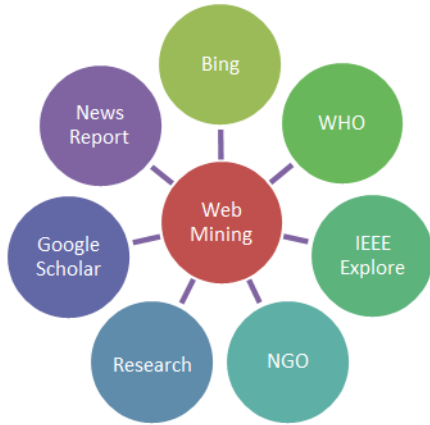 Bing
WHO
IEEE
Explore
NGO
Research
Google
Scholar
News
Report
Web
Mining